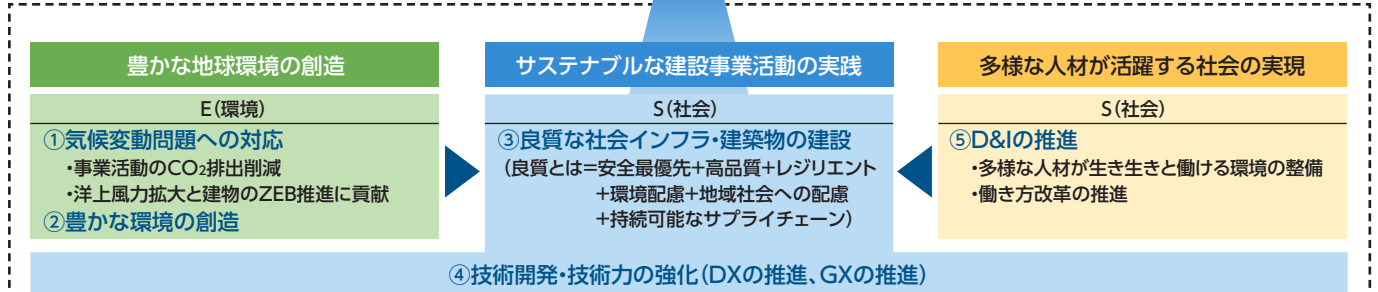 豊かな地球環境の創造
E(環境)
①気候変動問題への対応
・事業活動のCO₂排出削減
・洋上風力拡大と建物のZEB推進に貢献
②豊かな環境の創造
サステナブルな建設事業活動の実践
S(社会)
③良質な社会インフラ・建築物の建設
(良質とは=安全最優先+高品質+レジリエント
+環境配慮+地域社会への配慮
+持続可能なサプライチェーン)
多様な人材が活躍する社会の実現
S(社会)
⑤D&Iの推進
・多様な人材が生き生きと働ける環境の整備
・働き方改革の推進
④技術開発・技術力の強化(DXの推進、GXの推進)